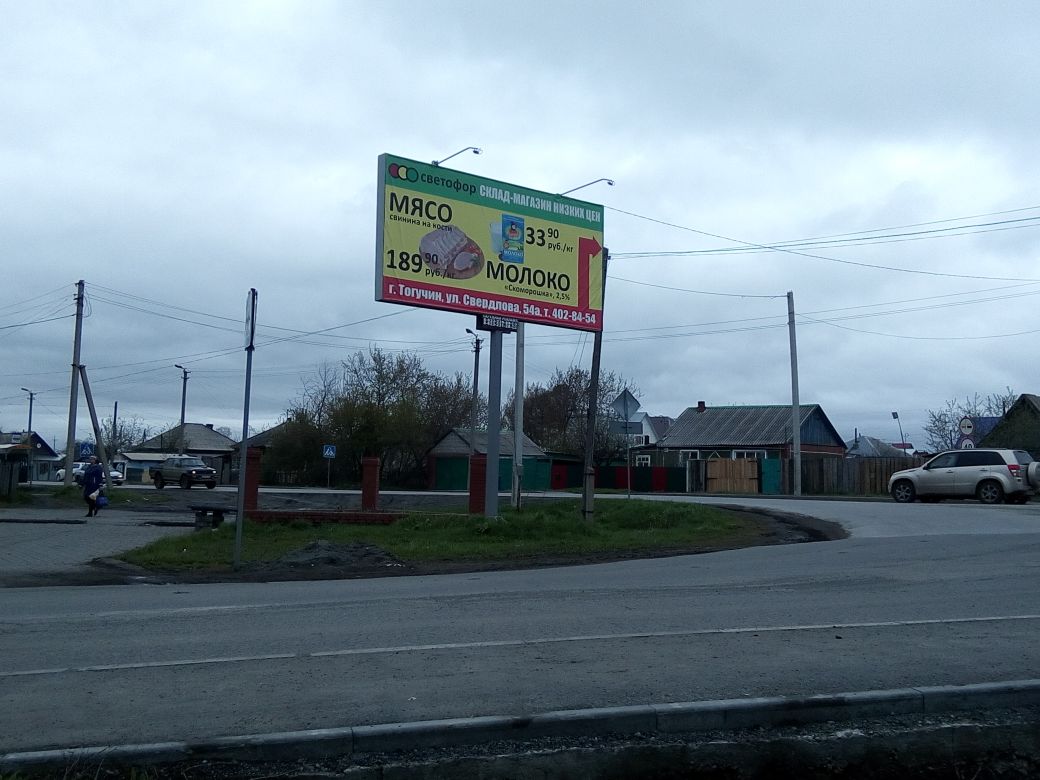 светофор СКЛАД-МАГАЗИН НИЗКИХ ЦЕН
МЯСО
свинина на кости
189 90 руб./кг
33 90 руб./кг
МОЛОКО
«Скоморошка», 2,5%
г. Тогучин, ул. Свердлова, 54а. т. 402-84-54